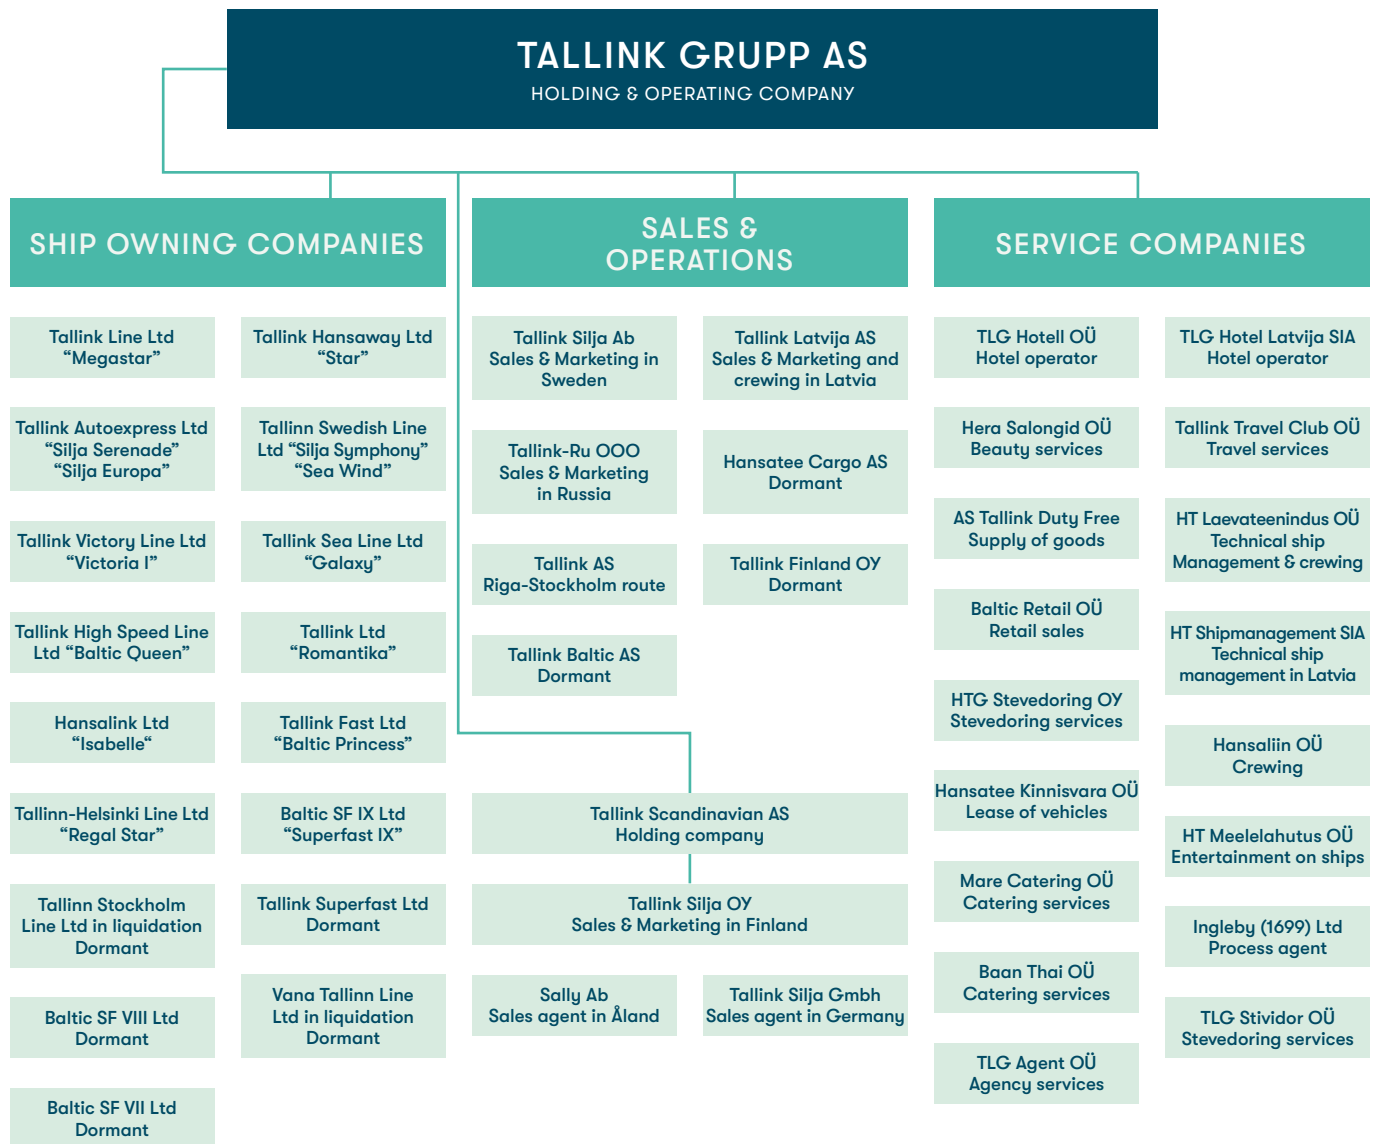 TALLINK GRUPP AS
HOLDING & OPERATING COMPANY
SHIP OWNING COMPANIES
Tallink Line Ltd
“Megastar”
Tallink Autoexpress Ltd
“Silja Serenade”
“Silja Europa”
Tallink Victory Line Ltd
“Victoria I”
Tallink High Speed Line
Ltd “Baltic Queen”
Hansalink Ltd
“Isabelle“
Tallinn-Helsinki Line Ltd
“Regal Star”
Tallinn Stockholm
Line Ltd in liquidation
Dormant
Baltic SF VIII Ltd
Dormant
Baltic SF VII Ltd
Dormant
Tallink Hansaway Ltd
“Star”
Tallinn Swedish Line
Ltd “Silja Symphony”
“Sea Wind”
Tallink Sea Line Ltd
“Galaxy”
Tallink Ltd
“Romantika”
Tallink Fast Ltd
“Baltic Princess”
Baltic SF IX Ltd
“Superfast IX”
Tallink Superfast Ltd
Dormant
Vana Tallinn Line
Ltd in liquidation
Dormant
SALES &
OPERATIONS
Tallink Silja Ab
Sales & Marketing in
Sweden
Tallink-Ru OOO
Sales & Marketing
in Russia
Tallink AS
Riga-Stockholm route
Tallink Baltic AS
Dormant
Tallink Latvija AS
Sales & Marketing and
crewing in Latvia
Hansatee Cargo AS
Dormant
Tallink Finland OY
Dormant
Tallink Scandinavian AS
Holding company
Tallink Silja OY
Sales & Marketing in Finland
Sally Ab
Sales agent in Åland
Tallink Silja Gmbh
Sales agent in Germany
SERVICE COMPANIES
TLG Hotell OÜ
Hotel operator
Hera Salongid OÜ
Beauty services
AS Tallink Duty Free
Supply of goods
Baltic Retail OÜ
Retail sales
HTG Stevedoring OY
Stevedoring services
Hansatee Kinnisvara OÜ
Lease of vehicles
Mare Catering OÜ
Catering services
Baan Thai OÜ
Catering services
TLG Agent OÜ
Agency services
TLG Hotel Latvija SIA
Hotel operator
Tallink Travel Club OÜ
Travel services
HT Laevateenindus OÜ
Technical ship
Management & crewing
HT Shipmanagement SIA
Technical ship
management in Latvia
Hansaliin OÜ
Crewing
HT Meelelahutus OÜ
Entertainment on ships
Ingleby (1699) Ltd
Process agent
TLG Stividor OÜ
Stevedoring services